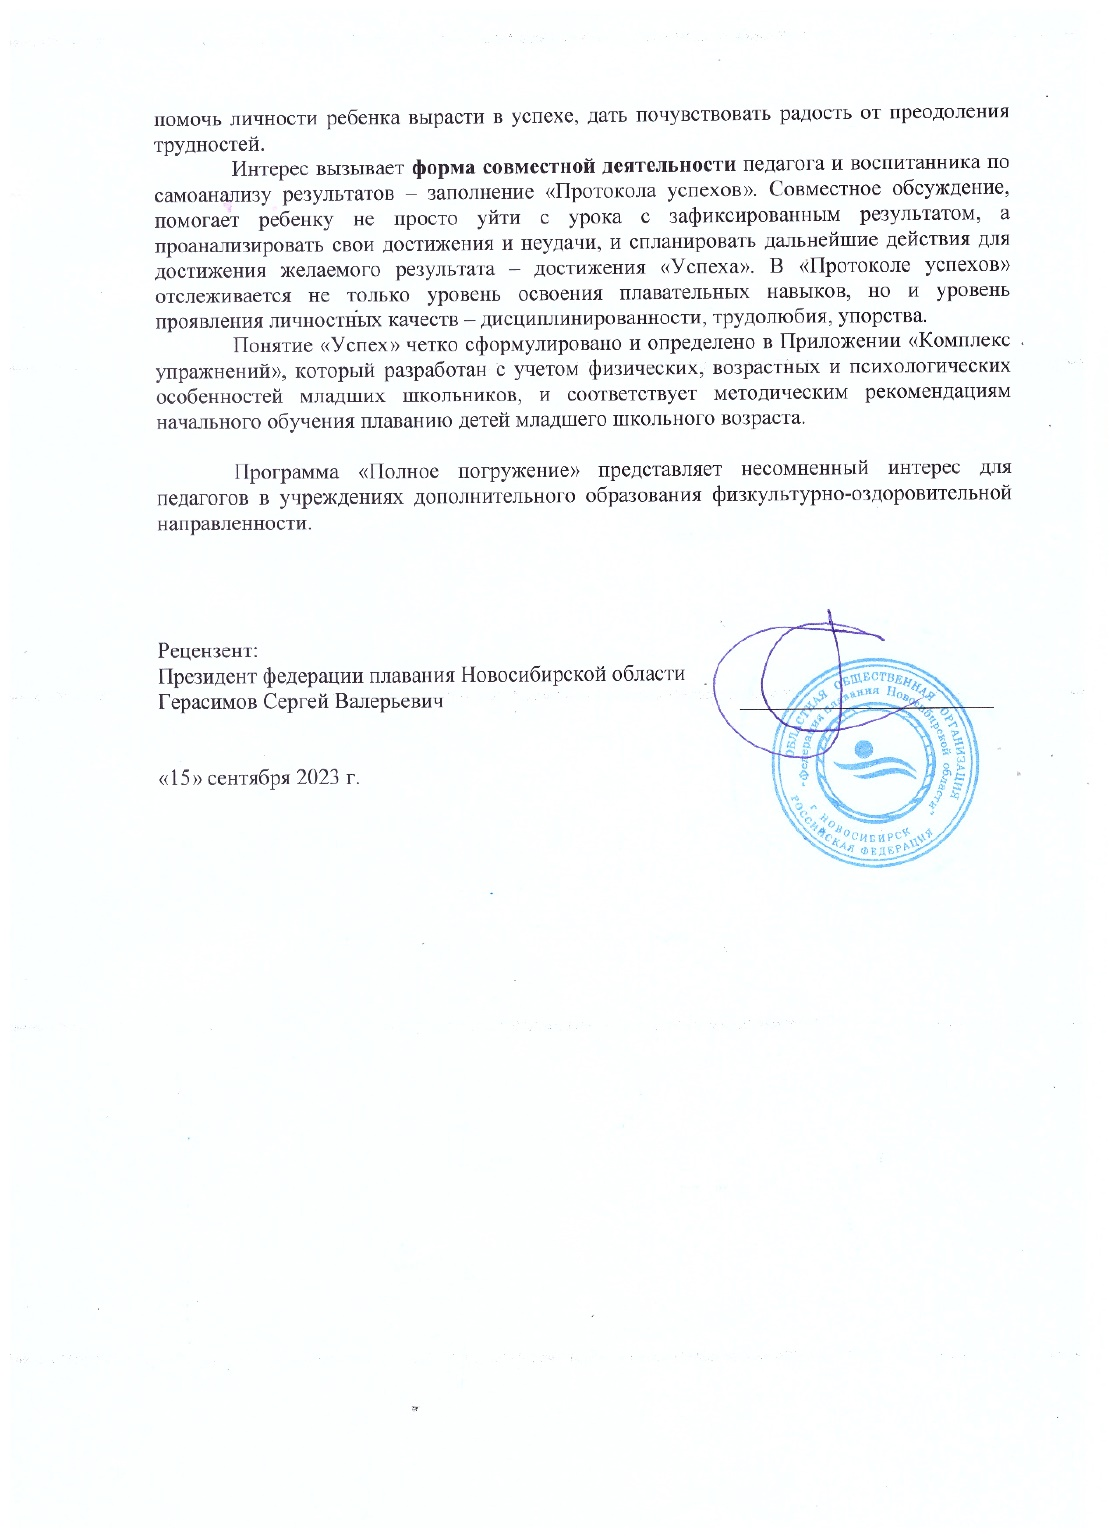 помочь личности ребенка вырасти в успехе, дать почувствовать радость от преодоления
трудностей.
Интерес вызывает форма совместной деятельности педагога и воспитанника по
самоанализу результатов – заполнение «Протокола успехов». Совместное обсуждение,
помогает ребенку не просто уйти с урока с зафиксированным результатом, а
проанализировать свои достижения и неудачи, и спланировать дальнейшие действия для
достижения желаемого результата – достижения «Успеха». В «Протоколе успехов»
отслеживается не только уровень освоения плавательных навыков, но и уровень
проявления личностных качеств – дисциплинированности, трудолюбия, упорства.
Понятие «Успех» четко сформулировано и определено в Приложении «Комплекс
упражнений», который разработан с учетом физических, возрастных и психологических
особенностей младших школьников, и соответствует методическим рекомендациям
начального обучения плаванию детей младшего школьного возраста.
Программа «Полное погружение» представляет несомненный интерес для
педагогов в учреждениях дополнительного образования физкультурно-оздоровительной
направленности.
Рецензент:
Президент федерации плавания Новосибирской области
Герасимов Сергей Валерьевич
«15» сентября 2023 г.
ОБЛАСТНАЯ ОБЩЕСТВЕННАЯ ОРГАНИЗАЦИЯ
"Федерация плавания Новосибирской области"
г НОВОСИБИРСК
РОССИЙСКАЯ ФЕДЕРАЦИЯ